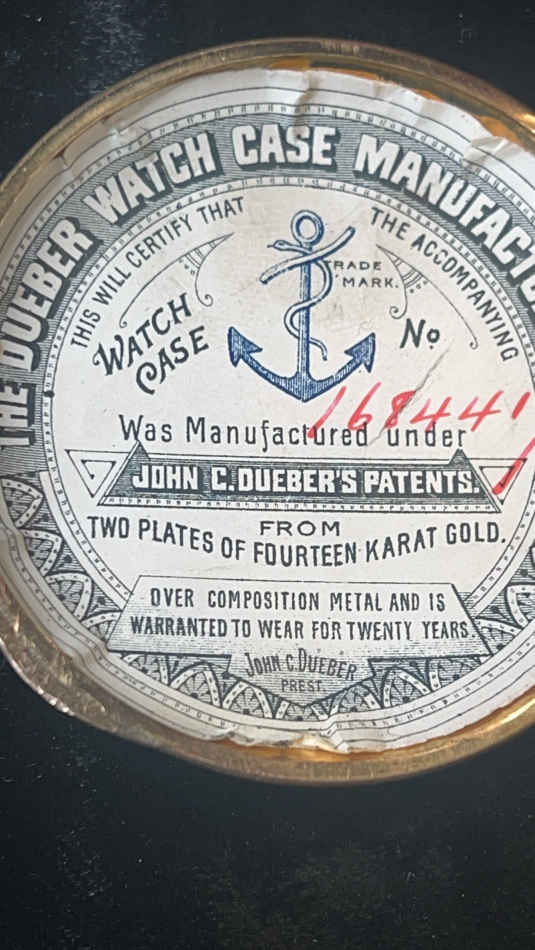 THE DUEBER WATCH CASE
THIS WILL CERTIFY THAT
THE ACCOMPANYING
TRADE
MARK.
WATCH
CASE
No
Was Manufactured under
JOHN C. DUEBER'S PATENTS.
FROM
TWO PLATES OF FOURTEEN KARAT GOLD.
OVER COMPOSITION METAL AND IS
WARRANTED TO WEAR FOR TWENTY YEARS
JOHN C. DUEBER
PREST.